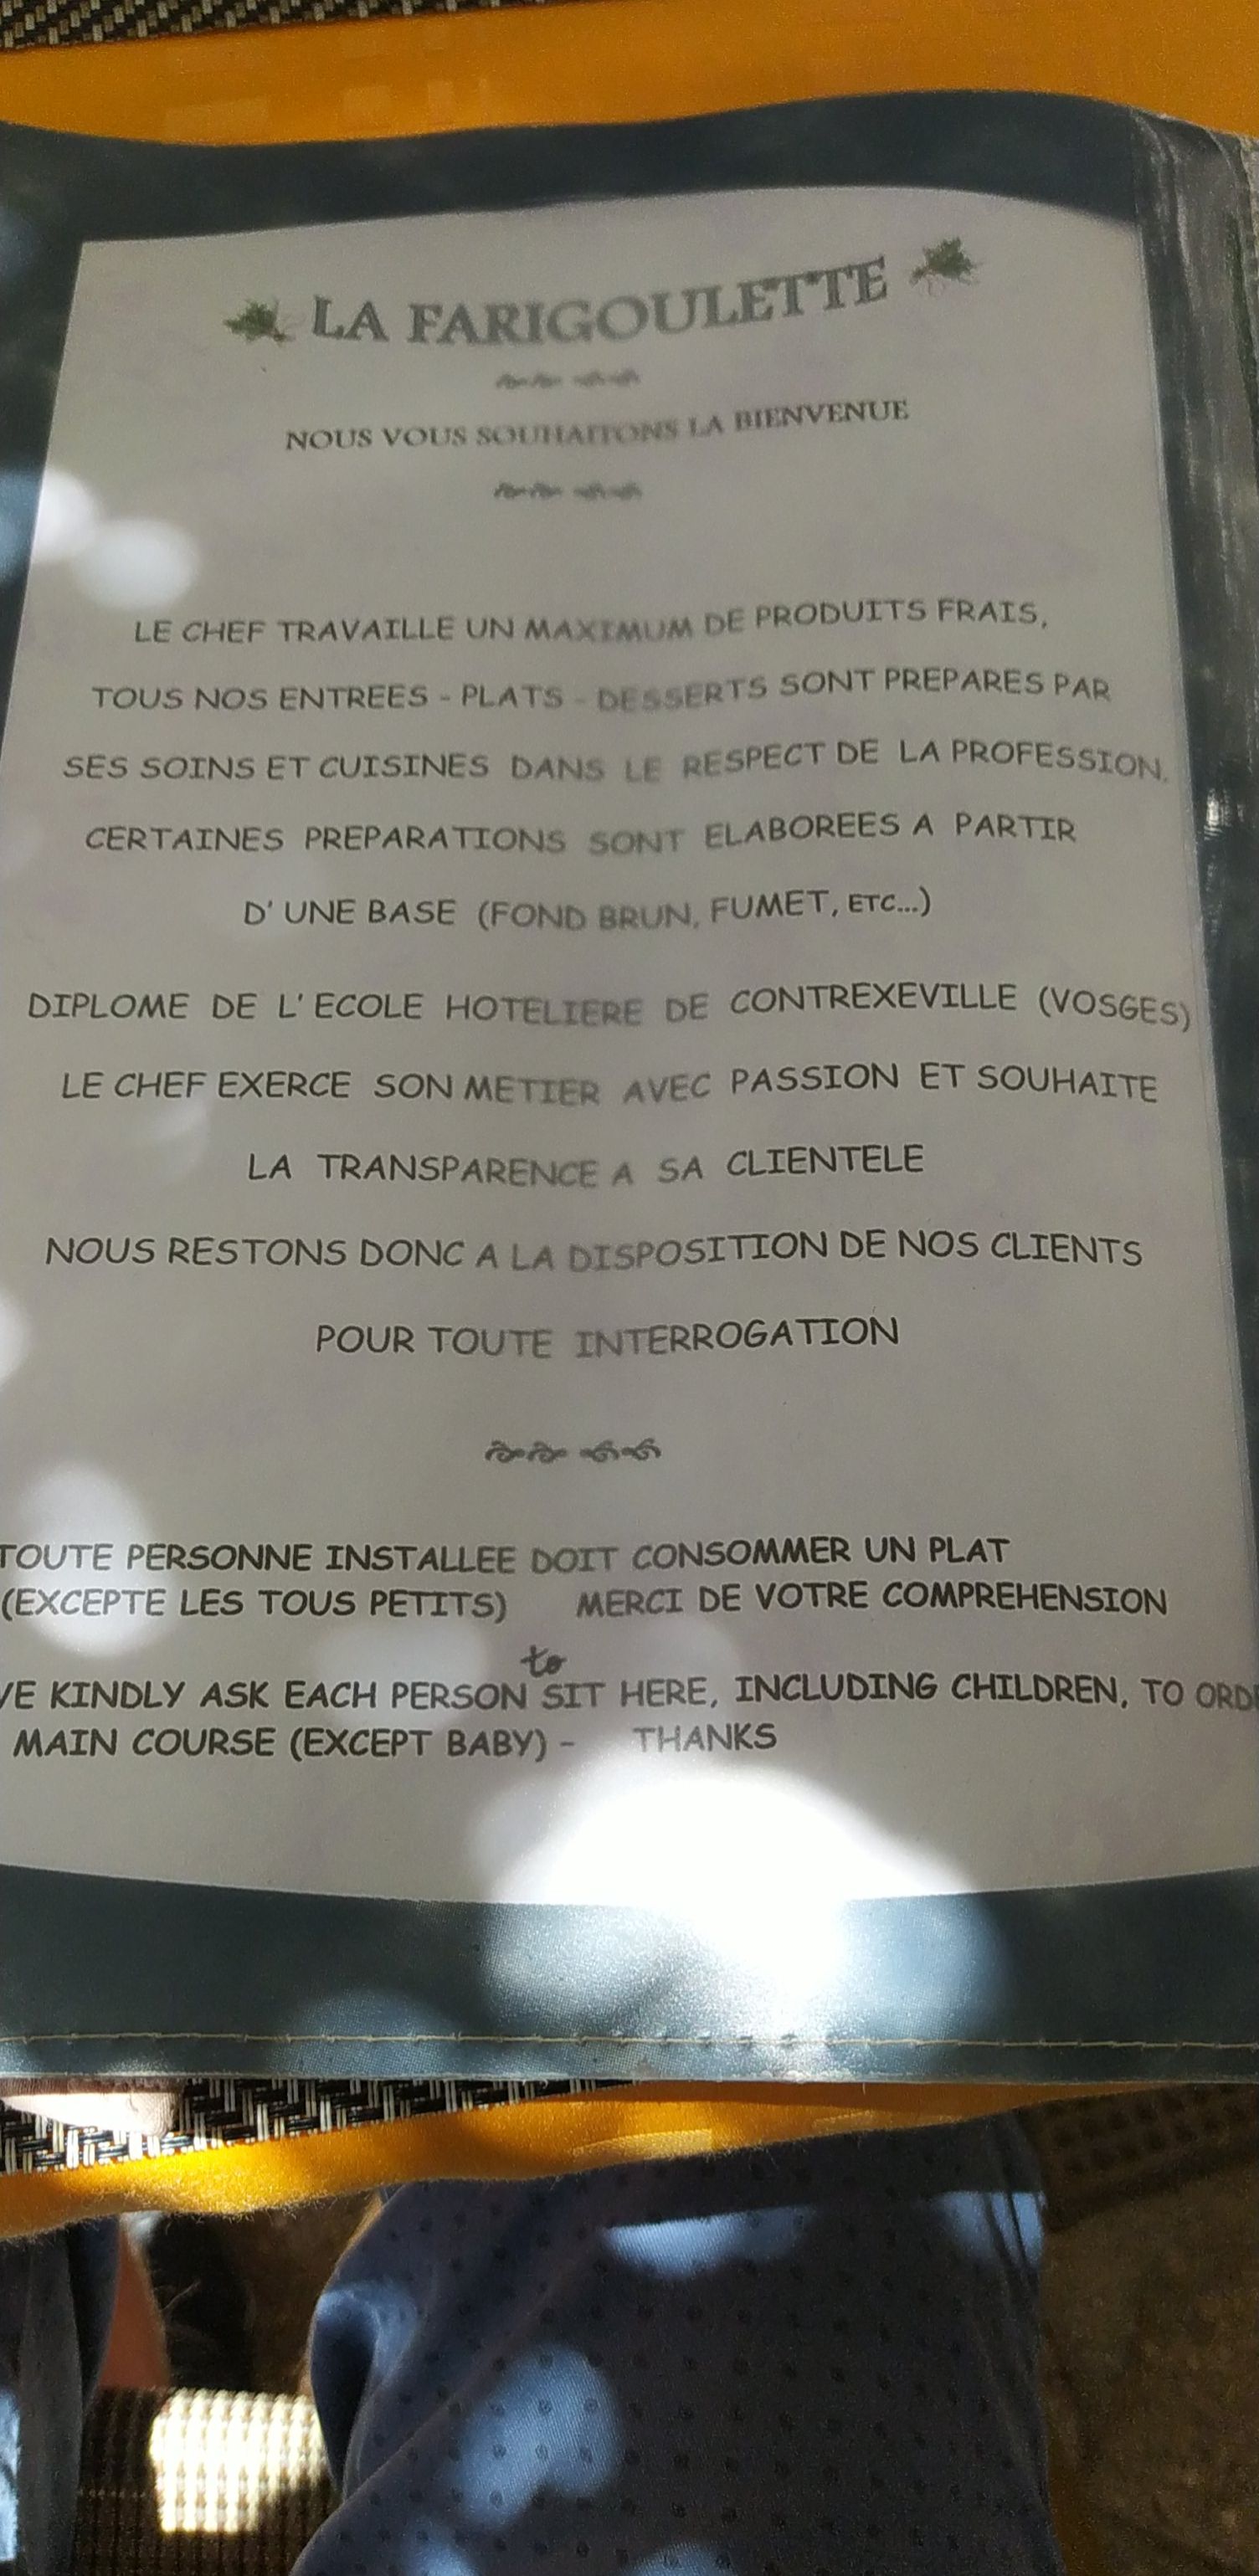 LA FARIGOULETTE
NOUS VOUS SOUHAITONS LA BIENVENUE
LE CHEF TRAVAILLE UN MAXIMUM DE PRODUITS FRAIS,
TOUS NOS ENTREES - PLATS - DESSERTS SONT PREPARES PAR
SES SOINS ET CUISINES DANS LE RESPECT DE LA PROFESSION.
CERTAINES PREPARATIONS SONT ELABOREES A PARTIR
D' UNE BASE (FOND BRUN, FUMET, ETC...)
DIPLOME DE L' ECOLE HOTELIERE DE CONTREXEVILLE (VOSGES)
LE CHEF EXERCE SON METIER AVEC PASSION ET SOUHAITE
LA TRANSPARENCE A SA CLIENTELE
NOUS RESTONS DONC A LA DISPOSITION DE NOS CLIENTS
POUR TOUTE INTERROGATION
TOUTE PERSONNE INSTALLEE DOIT CONSOMMER UN PLAT
(EXCEPTE LES TOUS PETITS) MERCI DE VOTRE COMPREHENSION
to
KINDLY ASK EACH PERSON SIT HERE, INCLUDING CHILDREN, TO
MAIN COURSE (EXCEPT BABY) - THANKS